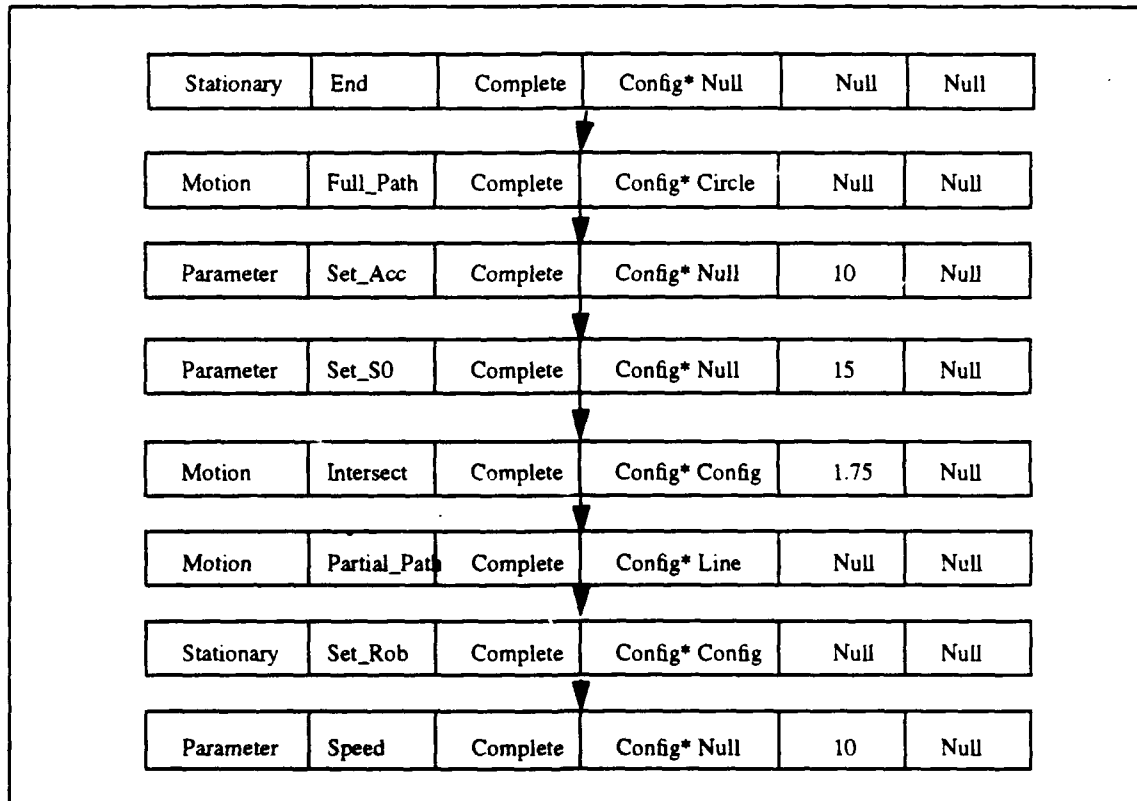 Stationary End Complete Config* Null Null Null
Motion Full_Path Complete Config* Circle Null Null
Parameter Set_Acc Complete Config* Null 10 Null
Parameter Set_S0 Complete Config* Null 15 Null
Motion Intersect Complete Config* Config 1.75 Null
Motion Partial_Path Complete Config* Line Null Null
Stationary Set_Rob Complete Config* Config Null Null
Parameter Speed Complete Config* Null 10 Null